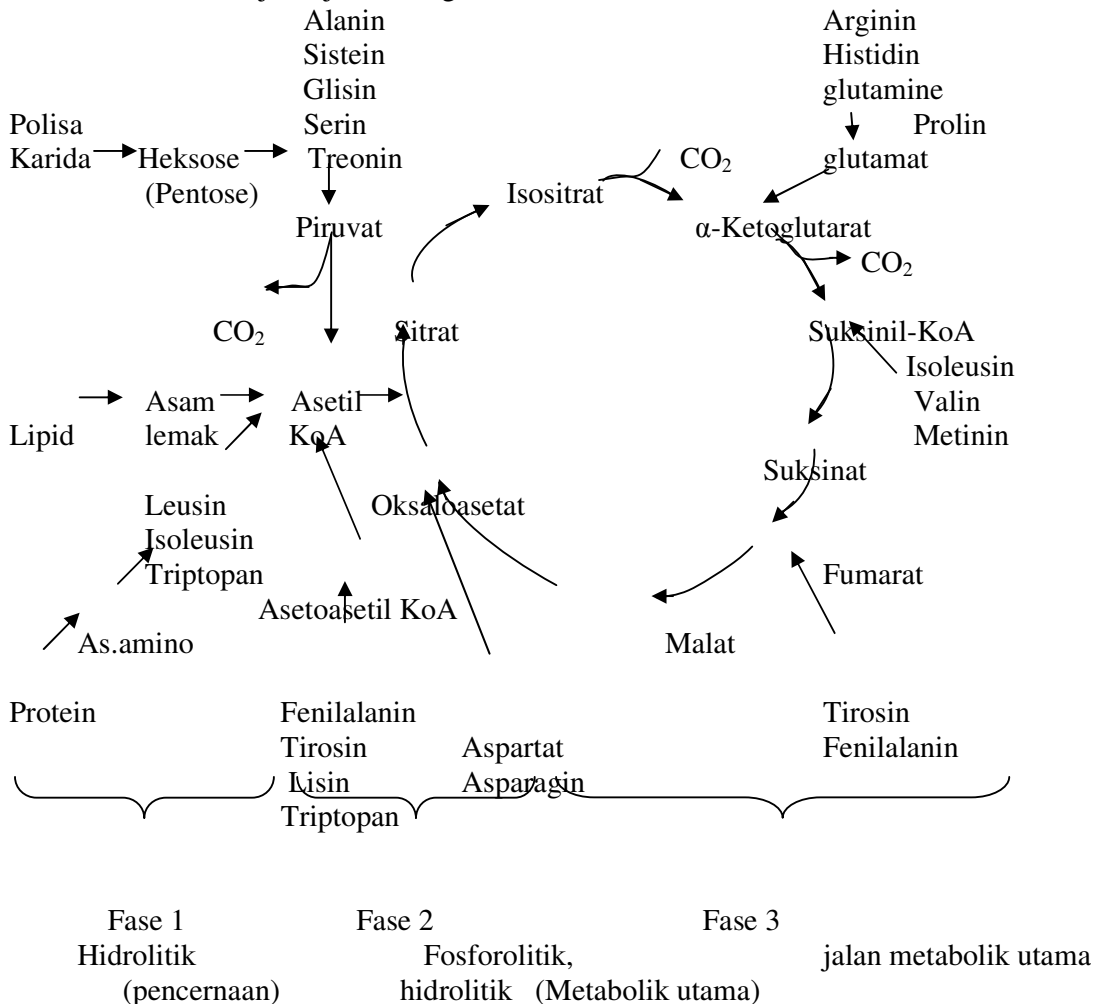 Alanin Arginin
Sistein Histidin
Glisin glutamine
Polisa Serin Prolin
Karida Heksose Treonin CO2 glutamat
(Pentose) Isositrat
Piruvat α-Ketoglutarat
CO2
CO2 Sitrat Suksinil-KoA
Isoleusin
Asam Asetil Valin
Lipid lemak KoA Metinin
Suksinat
Leusin Oksaloasetat
Isoleusin
Triptopan Fumarat
Asetoasetil KoA
As.amino Malat
Protein Fenilalanin Tirosin
Tirosin Aspartat Fenilalanin
Lisin Asparagin
Triptopan
Fase 1 Fase 2 Fase 3
Hidrolitik Fosforolitik, jalan metabolik utama
(pencernaan) hidrolitik (Metabolik utama)